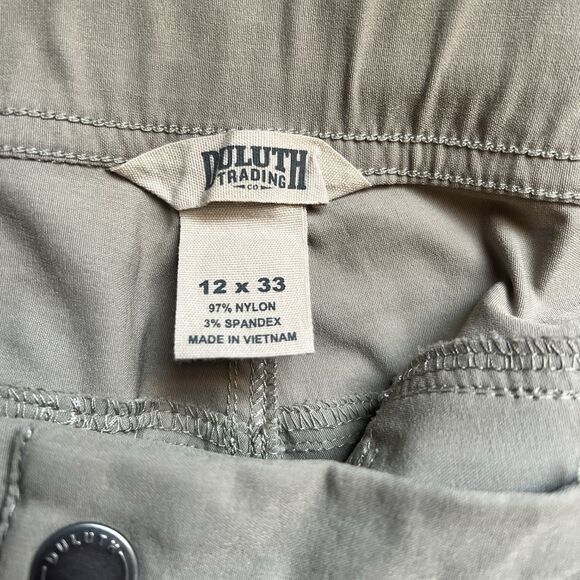 DULUTH
TRADING
CO
12 x 33
97% NYLON
3% SPANDEX
MADE IN VIETNAM
DULUTH